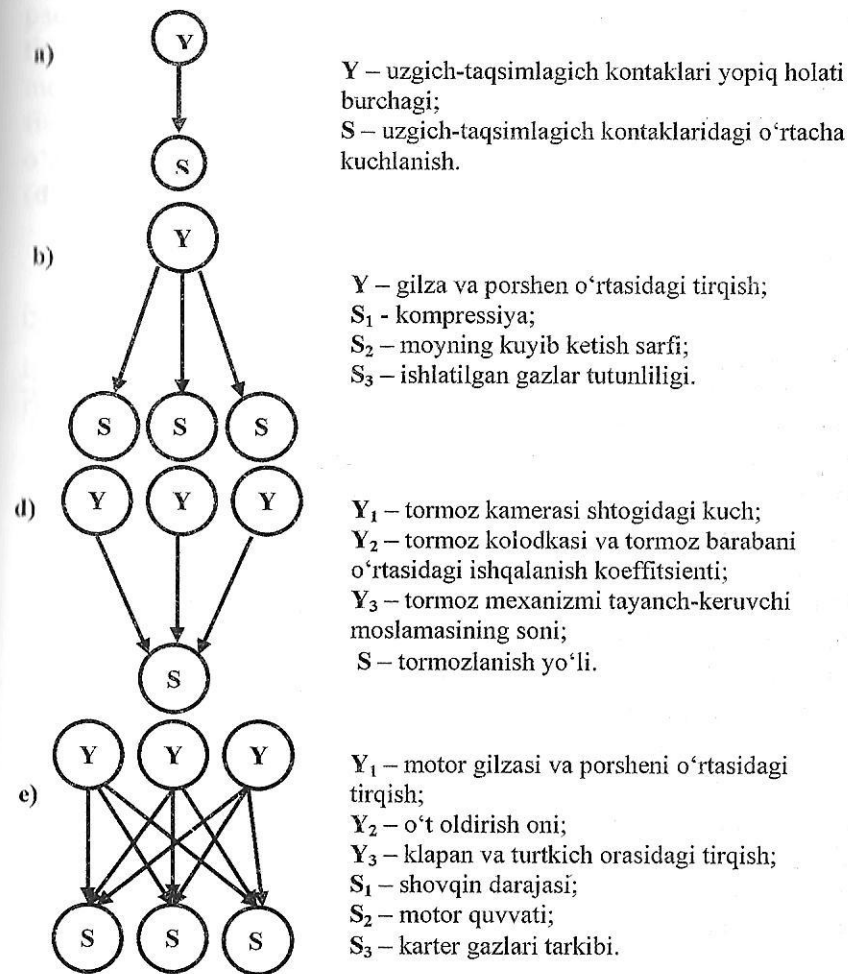 a)
Y
S
Y – uzgich-taqsimlagich kontaklari yopiq holati
burchagi;
S – uzgich-taqsimlagich kontaklaridagi o‘rtacha
kuchlanish.
b)
Y
S S S
Y – gilza va porshen o‘rtasidagi tirqish;
S₁ - kompressiya;
S₂ – moyning kuyib ketish sarfi;
S₃ – ishlatilgan gazlar tutunliligi.
d)
Y Y Y
S
Y₁ – tormoz kamerasi shtogidagi kuch;
Y₂ – tormoz kolodkasi va tormoz barabani
o‘rtasidagi ishqalanish koeffitsienti;
Y₃ – tormoz mexanizmi tayanch-keruvchi
moslamasining soni;
S – tormozlanish yo‘li.
e)
Y Y Y
S S S
Y₁ – motor gilzasi va porsheni o‘rtasidagi
tirqish;
Y₂ – o‘t oldirish oni;
Y₃ – klapan va turtkich orasidagi tirqish;
S₁ – shovqin darajasi;
S₂ – motor quvvati;
S₃ – karter gazlari tarkibi.